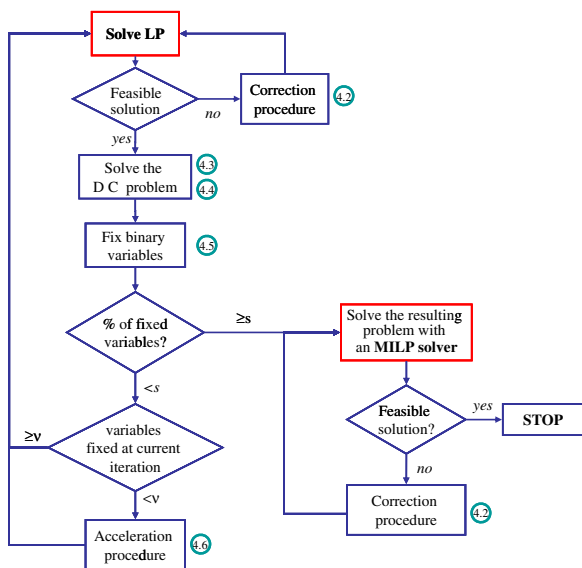 Solve LP
Feasible
solution
no
Correction
procedure
4.2
yes
Solve the
D C problem
4.3
4.4
Fix binary
variables
4.5
% of fixed
variables?
≥s
Solve the resulting
problem with
an MILP solver
<s
Feasible
solution?
yes
STOP
variables
fixed at current
iteration
≥ν
no
<ν
Correction
procedure
4.2
Acceleration
procedure
4.6